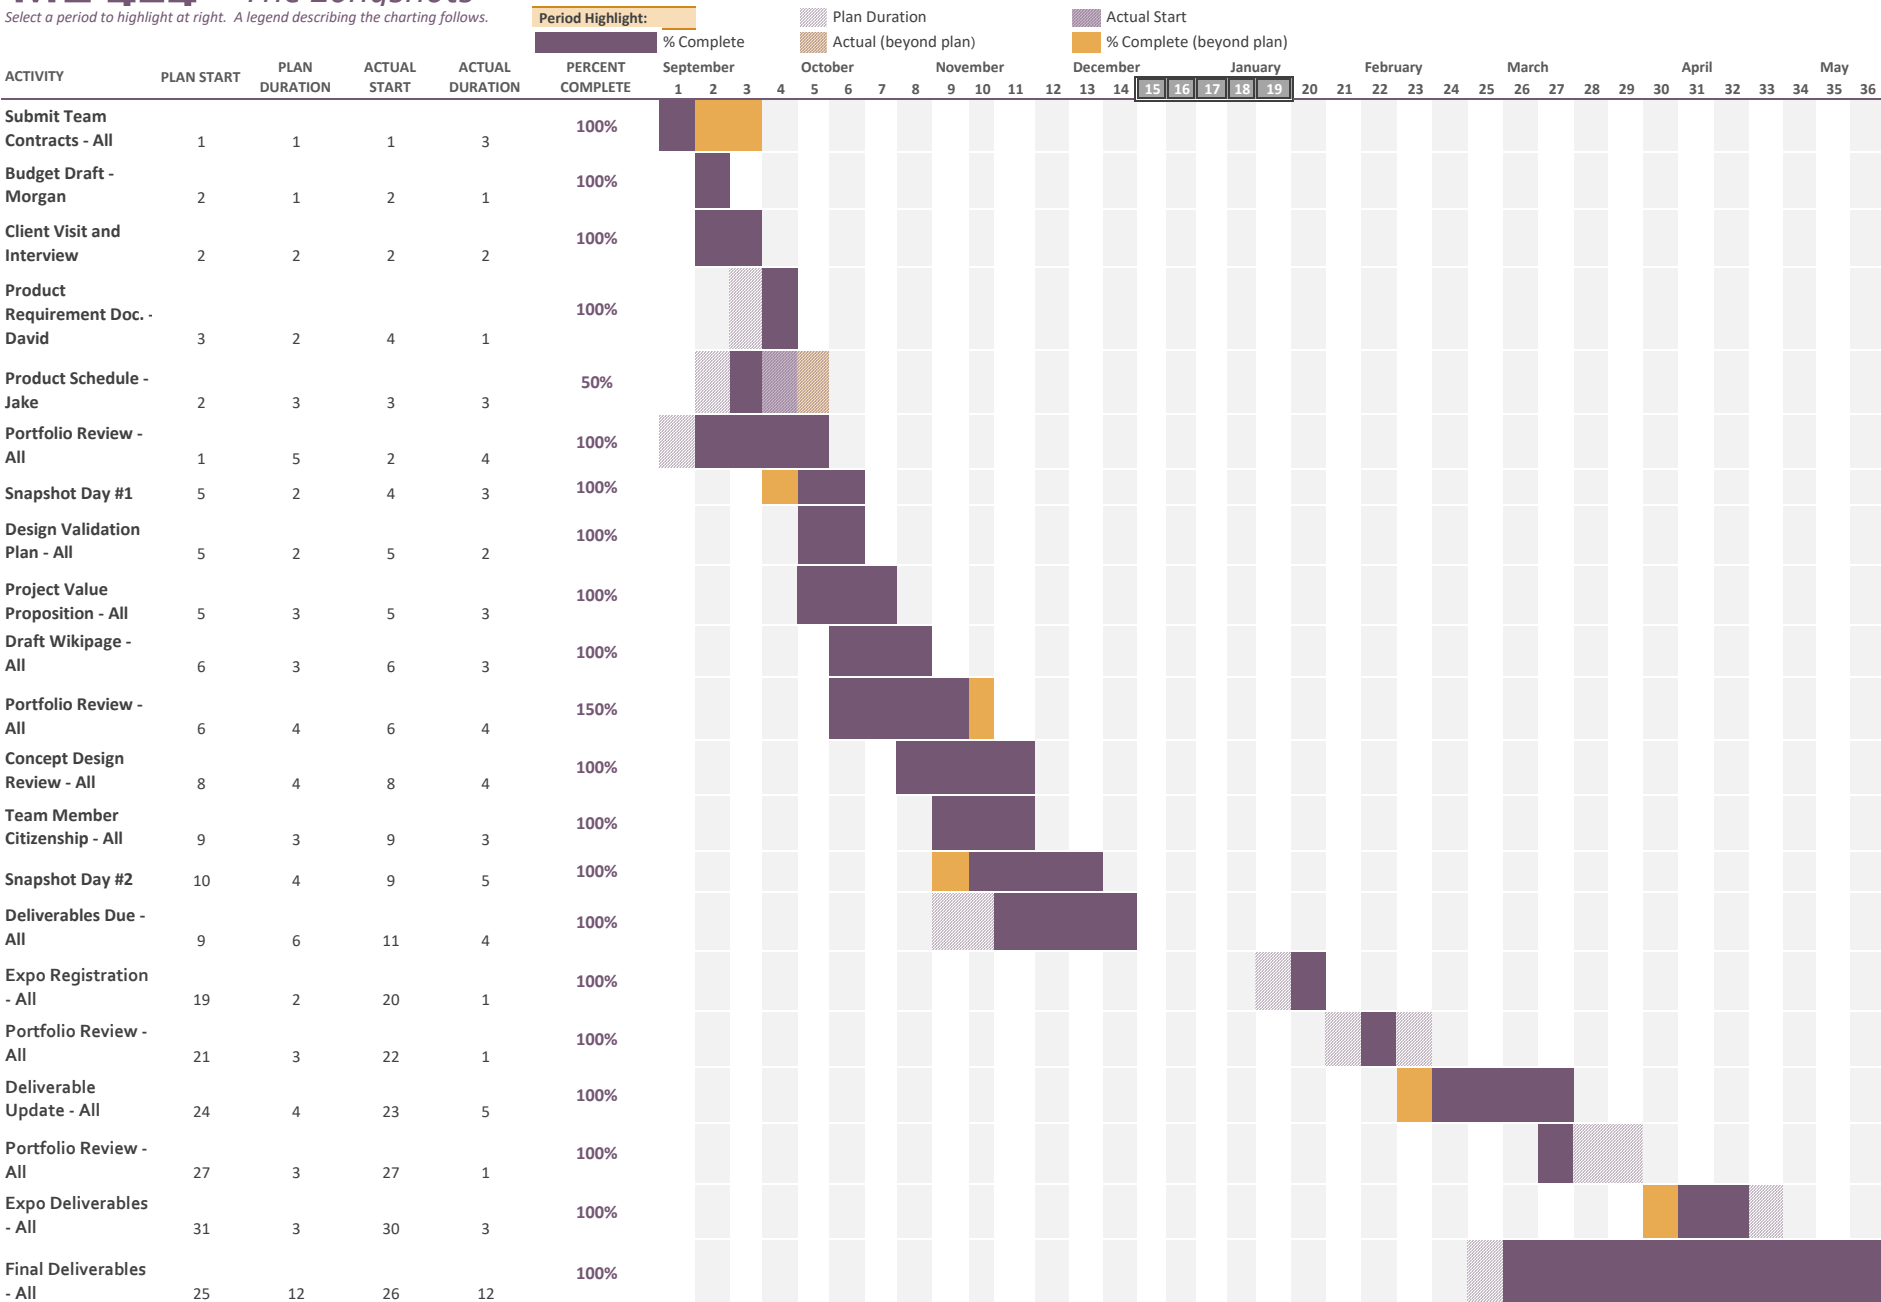 Select a period to highlight at right.  A legend describing the charting follows.
Period Highlight:
Plan Duration
Actual Start
% Complete
Actual (beyond plan)
% Complete (beyond plan)
ACTIVITY PLAN START PLAN DURATION ACTUAL START ACTUAL DURATION PERCENT COMPLETE
September October November December January February March April May
1 2 3 4 5 6 7 8 9 10 11 12 13 14 15 16 17 18 19 20 21 22 23 24 25 26 27 28 29 30 31 32 33 34 35 36
Submit Team
Contracts - All 1 1 1 3 100%
Budget Draft -
Morgan 2 1 2 1 100%
Client Visit and
Interview 2 2 2 2 100%
Product
Requirement Doc. -
David 3 2 4 1 100%
Product Schedule -
Jake 2 3 3 3 50%
Portfolio Review -
All 1 5 2 4 100%
Snapshot Day #1 5 2 4 3 100%
Design Validation
Plan - All 5 2 5 2 100%
Project Value
Proposition - All 5 3 5 3 100%
Draft Wikipage -
All 6 3 6 3 100%
Portfolio Review -
All 6 4 6 4 150%
Concept Design
Review - All 8 4 8 4 100%
Team Member
Citizenship - All 9 3 9 3 100%
Snapshot Day #2 10 4 9 5 100%
Deliverables Due -
All 9 6 11 4 100%
Expo Registration
- All 19 2 20 1 100%
Portfolio Review -
All 21 3 22 1 100%
Deliverable
Update - All 24 4 23 5 100%
Portfolio Review -
All 27 3 27 1 100%
Expo Deliverables
- All 31 3 30 3 100%
Final Deliverables
- All 25 12 26 12 100%